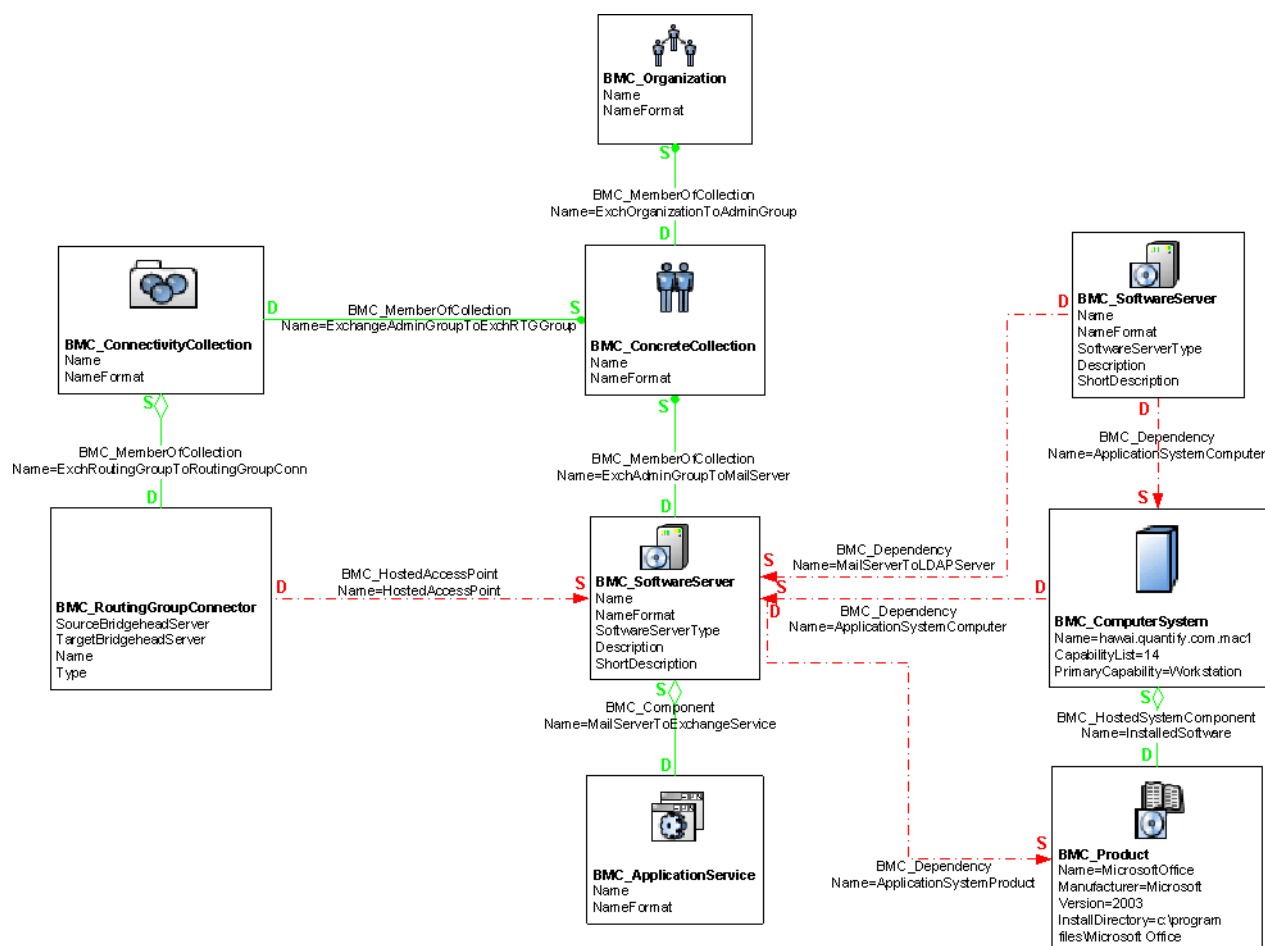 BMC_Organization
Name
NameFormat
S
BMC_MemberOfCollection
Name=ExchOrganizationToAdminGroup
D
BMC_ConnectivityCollection
Name
NameFormat
D
BMC_MemberOfCollection
Name=ExchangeAdminGroupToExchRTGGroup
S
BMC_ConcreteCollection
Name
NameFormat
BMC_SoftwareServer
Name
NameFormat
SoftwareServerType
Description
ShortDescription
D
D
BMC_Dependency
Name=ApplicationSystemComputer
S
S
BMC_MemberOfCollection
Name=ExchRoutingGroupToRoutingGroupConn
D
S
BMC_MemberOfCollection
Name=ExchAdminGroupToMailServer
D
BMC_RoutingGroupConnector
SourceBridgeheadServer
TargetBridgeheadServer
Name
Type
D
BMC_HostedAccessPoint
Name=HostedAccessPoint
S
BMC_SoftwareServer
Name
NameFormat
SoftwareServerType
Description
ShortDescription
S
BMC_Dependency
Name=MailServerToLDAPServer
S
D
BMC_Dependency
Name=ApplicationSystemComputer
D
BMC_ComputerSystem
Name=hawai.quantify.com.mac1
CapabilityList=14
PrimaryCapability=Workstation
S
BMC_Component
Name=MailServerToExchangeService
D
S
BMC_HostedSystemComponent
Name=InstalledSoftware
D
BMC_ApplicationService
Name
NameFormat
BMC_Dependency
Name=ApplicationSystemProduct
S
BMC_Product
Name=MicrosoftOffice
Manufacturer=Microsoft
Version=2003
InstallDirectory=c:\program
files\Microsoft Office